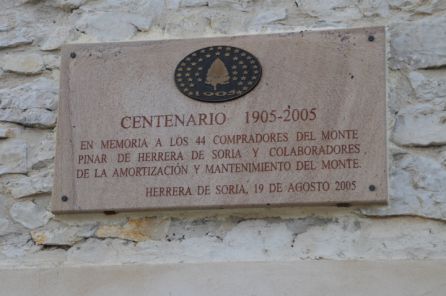 1905
CENTENARIO 1905-2005
EN MEMORIA A LOS 44 COMPRADORES DEL MONTE
PINAR DE HERRERA DE SORIA Y COLABORADORES
DE LA AMORTIZACIÓN Y MANTENIMIENTO DEL MONTE.
HERRERA DE SORIA, 19 DE AGOSTO 2005